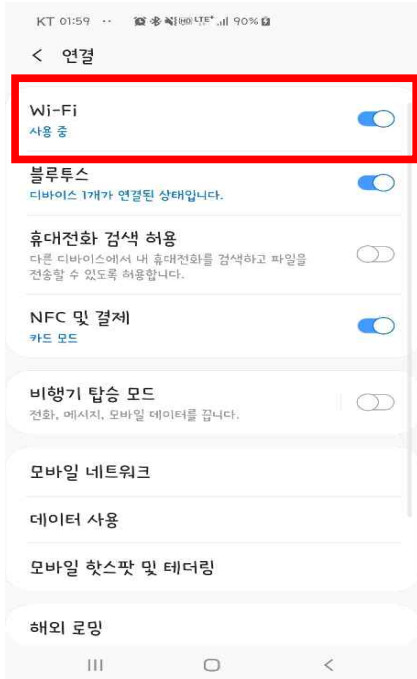 KT 01:59
LTE+ 90%
연결
Wi-Fi
사용 중
블루투스
디바이스 1개가 연결된 상태입니다.
휴대전화 검색 허용
다른 디바이스에서 내 휴대전화를 검색하고 파일을
전송할 수 있도록 허용합니다.
NFC 및 결제
카드 모드
비행기 탑승 모드
전화, 메시지, 모바일 데이터를 끕니다.
모바일 네트워크
데이터 사용
모바일 핫스팟 및 테더링
해외 로밍